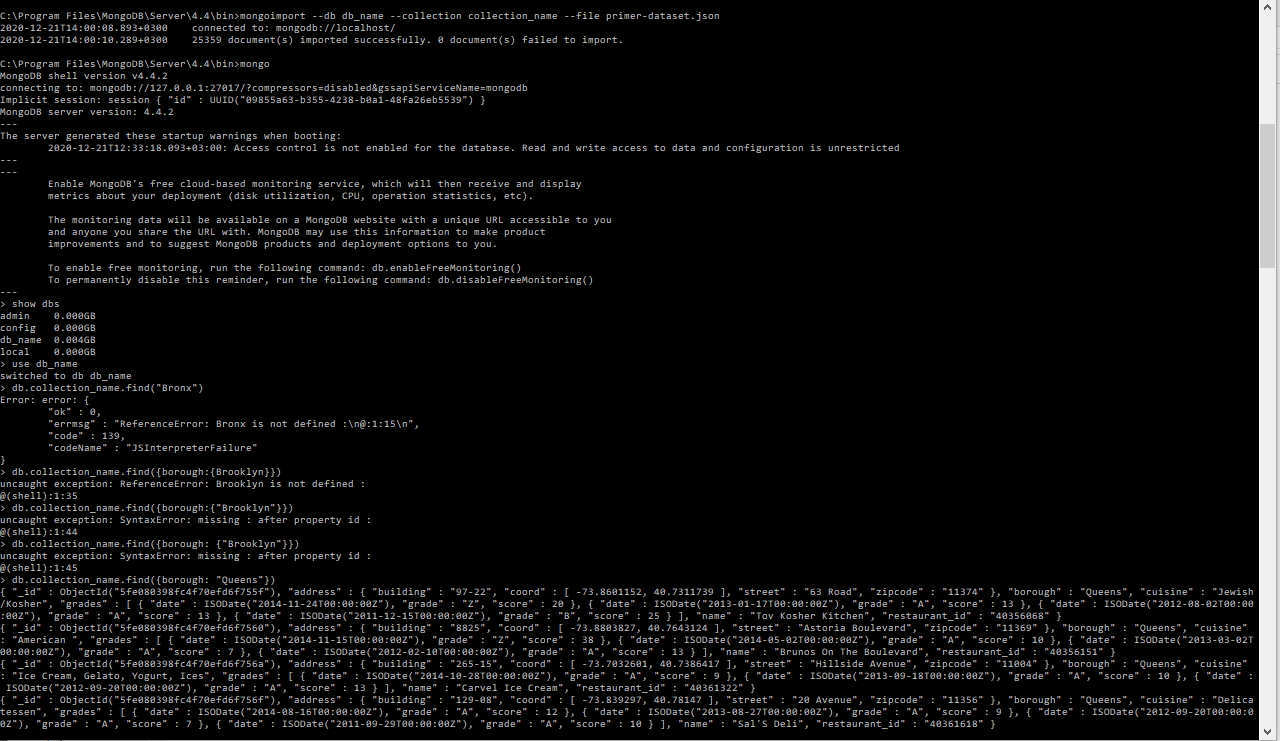 C:\Program Files\MongoDB\Server\4.4\bin>mongoimport --db db_name --collection collection_name --file primer-dataset.json
2020-12-21T14:00:08.893+0300    connected to: mongodb://localhost/
2020-12-21T14:00:10.289+0300    25359 document(s) imported successfully. 0 document(s) failed to import.
C:\Program Files\MongoDB\Server\4.4\bin>mongo
MongoDB shell version v4.4.2
connecting to: mongodb://127.0.0.1:27017/?compressors=disabled&gssapiServiceName=mongodb
Implicit session: session { "id" : UUID("09855a63-b355-4238-b0a1-48fa26eb5539") }
MongoDB server version: 4.4.2
---
The server generated these startup warnings when booting:
        2020-12-21T12:33:18.093+03:00: Access control is not enabled for the database. Read and write access to data and configuration is unrestricted
---
---
        Enable MongoDB's free cloud-based monitoring service, which will then receive and display
        metrics about your deployment (disk utilization, CPU, operation statistics, etc).
        The monitoring data will be available on a MongoDB website with a unique URL accessible to you
        and anyone you share the URL with. MongoDB may use this information to make product
        improvements and to suggest MongoDB products and deployment options to you.
        To enable free monitoring, run the following command: db.enableFreeMonitoring()
        To permanently disable this reminder, run the following command: db.disableFreeMonitoring()
---
> show dbs
admin    0.000GB
config   0.000GB
db_name  0.004GB
local    0.000GB
> use db_name
switched to db db_name
> db.collection_name.find("Bronx")
Error: error: {
        "ok" : 0,
        "errmsg" : "ReferenceError: Bronx is not defined :\n@:1:15\n",
        "code" : 139,
        "codeName" : "JSInterpreterFailure"
}
> db.collection_name.find({borough:{Brooklyn}})
uncaught exception: ReferenceError: Brooklyn is not defined :
@(shell):1:35
> db.collection_name.find({borough:{"Brooklyn"}})
uncaught exception: SyntaxError: missing : after property id :
@(shell):1:44
> db.collection_name.find({borough: {"Brooklyn"}})
uncaught exception: SyntaxError: missing : after property id :
@(shell):1:45
> db.collection_name.find({borough: "Queens"})
{ "_id" : ObjectId("5fe080398fc4f70efd6f755f"), "address" : { "building" : "97-22", "coord" : [ -73.8601152, 40.7311739 ], "street" : "63 Road", "zipcode" : "11374" }, "borough" : "Queens", "cuisine" : "Jewish
/Kosher", "grades" : [ { "date" : ISODate("2014-11-24T00:00:00Z"), "grade" : "Z", "score" : 20 }, { "date" : ISODate("2013-01-17T00:00:00Z"), "grade" : "A", "score" : 13 }, { "date" : ISODate("2012-08-02T00:00
:00Z"), "grade" : "A", "score" : 13 }, { "date" : ISODate("2011-12-15T00:00:00Z"), "grade" : "B", "score" : 25 } ], "name" : "Tov Kosher Kitchen", "restaurant_id" : "40356068" }
{ "_id" : ObjectId("5fe080398fc4f70efd6f7560"), "address" : { "building" : "8825", "coord" : [ -73.8803827, 40.7643124 ], "street" : "Astoria Boulevard", "zipcode" : "11369" }, "borough" : "Queens", "cuisine" :
"American ", "grades" : [ { "date" : ISODate("2014-11-15T00:00:00Z"), "grade" : "Z", "score" : 38 }, { "date" : ISODate("2014-05-02T00:00:00Z"), "grade" : "A", "score" : 10 }, { "date" : ISODate("2013-03-02T
00:00:00Z"), "grade" : "A", "score" : 7 }, { "date" : ISODate("2012-02-10T00:00:00Z"), "grade" : "A", "score" : 13 } ], "name" : "Brunos On The Boulevard", "restaurant_id" : "40356151" }
{ "_id" : ObjectId("5fe080398fc4f70efd6f756a"), "address" : { "building" : "265-15", "coord" : [ -73.7032601, 40.7386417 ], "street" : "Hillside Avenue", "zipcode" : "11004" }, "borough" : "Queens", "cuisine"
: "Ice Cream, Gelato, Yogurt, Ices", "grades" : [ { "date" : ISODate("2014-10-28T00:00:00Z"), "grade" : "A", "score" : 9 }, { "date" : ISODate("2013-09-18T00:00:00Z"), "grade" : "A", "score" : 10 }, { "date" :
 ISODate("2012-09-20T00:00:00Z"), "grade" : "A", "score" : 13 } ], "name" : "Carvel Ice Cream", "restaurant_id" : "40361322" }
{ "_id" : ObjectId("5fe080398fc4f70efd6f756f"), "address" : { "building" : "129-08", "coord" : [ -73.839297, 40.78147 ], "street" : "20 Avenue", "zipcode" : "11356" }, "borough" : "Queens", "cuisine" : "Delica
tessen", "grades" : [ { "date" : ISODate("2014-08-16T00:00:00Z"), "grade" : "A", "score" : 12 }, { "date" : ISODate("2013-08-27T00:00:00Z"), "grade" : "A", "score" : 9 }, { "date" : ISODate("2012-09-20T00:00:0
0Z"), "grade" : "A", "score" : 7 }, { "date" : ISODate("2011-09-29T00:00:00Z"), "grade" : "A", "score" : 10 } ], "name" : "Sal'S Deli", "restaurant_id" : "40361618" }